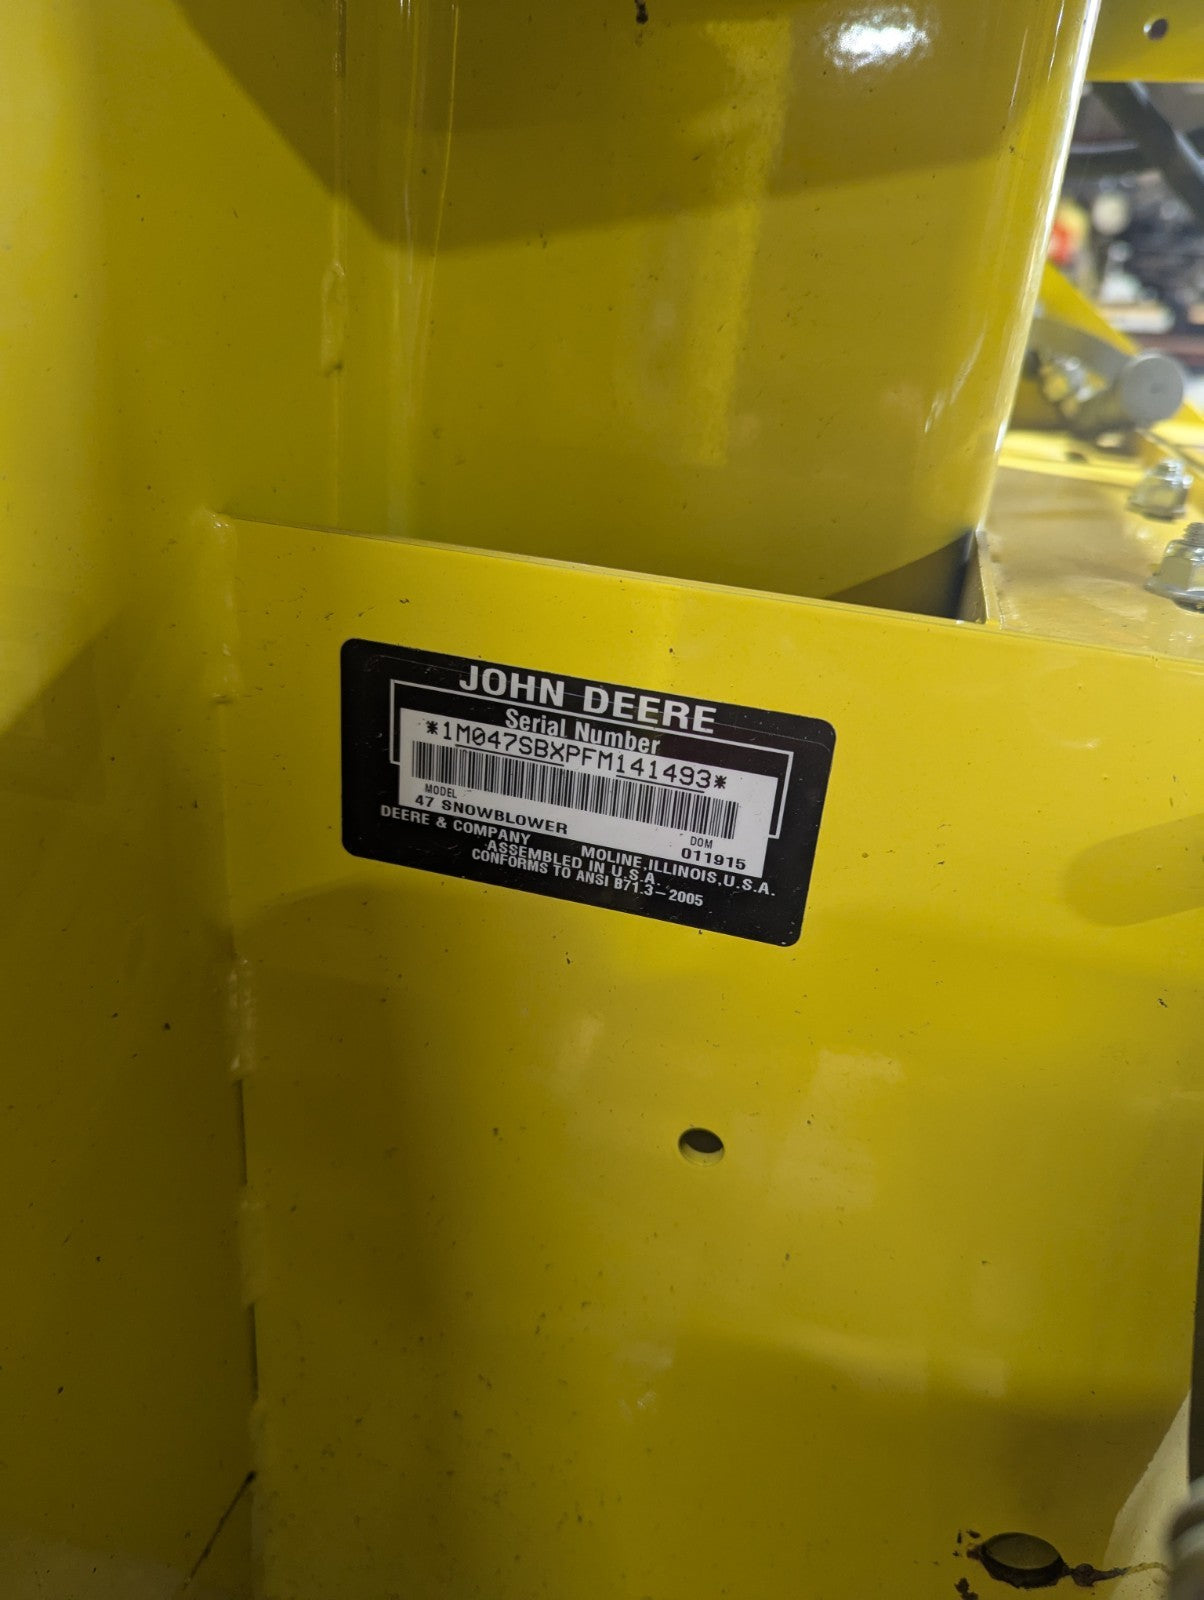 JOHN DEERE
Serial Number
*1M047SBXPFM141493*
MODEL
47 SNOWBLOWER
DOM
011915
DEERE & COMPANY MOLINE,ILLINOIS,U.S.A.
ASSEMBLED IN U.S.A.
CONFORMS TO ANSI B71.3-2005